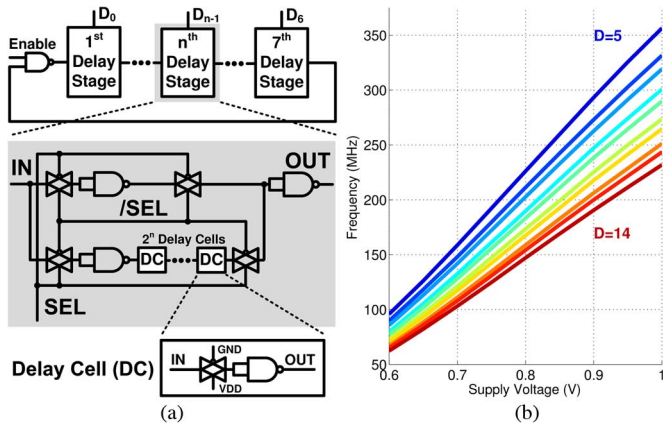 D0 Dn-1 D6
Enable
1st Delay Stage
nth Delay Stage
7th Delay Stage
IN
OUT
/SEL
2n Delay Cells
DC
DC
SEL
Delay Cell (DC)
IN
GND
OUT
VDD
(a)
Frequency (MHz)
350
300
250
200
150
100
50
D=5
D=14
0.6 0.7 0.8 0.9 1
Supply Voltage (V)
(b)